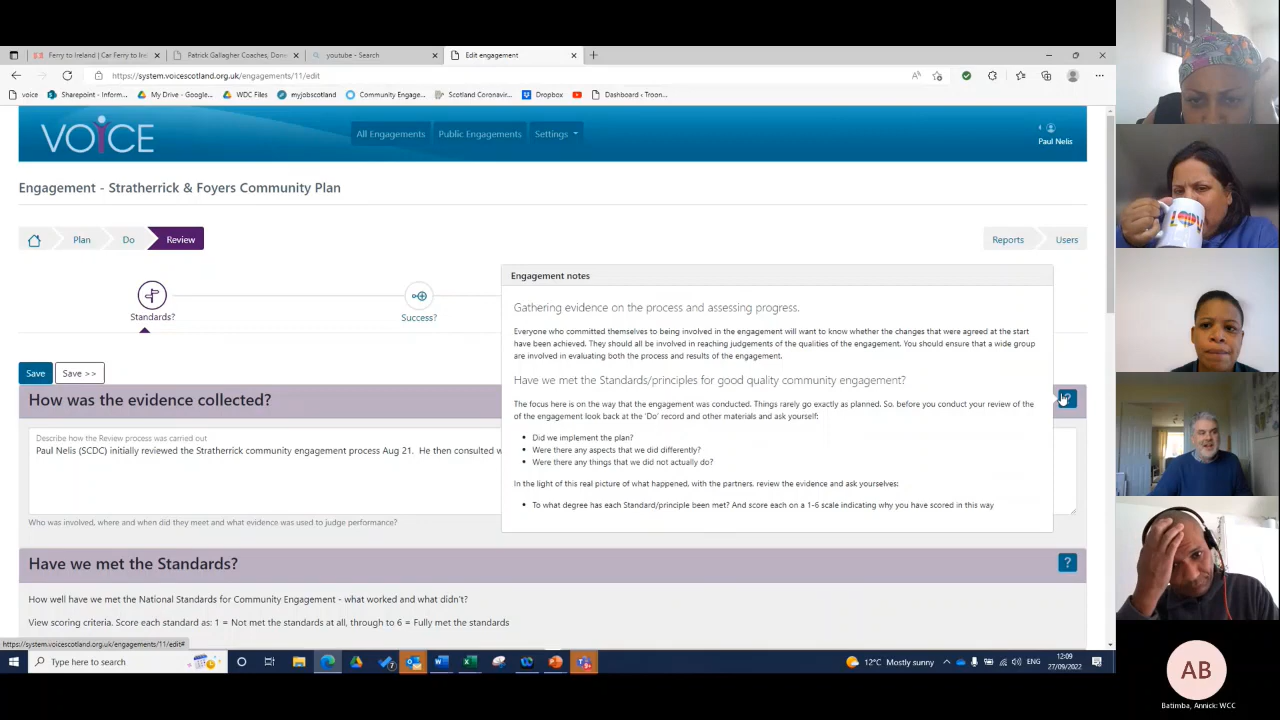 Ferry to Ireland | Car Ferry to Ire
Patrick Gallagher Coaches, Done
youtube - Search
Edit engagement
https://system.voicescotland.org.uk/engagements/11/edit
voice
Sharepoint - Inform...
My Drive - Google...
WDC Files
myjobscotland
Community Engage...
Scotland Coronavir...
Dropbox
Dashboard ‹ Troon...
VOiCE
All Engagements
Public Engagements
Settings
Paul Nelis
Engagement - Stratherrick & Foyers Community Plan
Plan
Do
Review
Reports
Users
Standards?
Success?
Engagement notes
Gathering evidence on the process and assessing progress.
Everyone who committed themselves to being involved in the engagement will want to know whether the changes that were agreed at the start
have been achieved. They should all be involved in reaching judgements of the qualities of the engagement. You should ensure that a wide group
are involved in evaluating both the process and results of the engagement.
Have we met the Standards/principles for good quality community engagement?
The focus here is on the way that the engagement was conducted. Things rarely go exactly as planned. So, before you conduct your review of the
of the engagement look back at the 'Do' record and other materials and ask yourself:
Did we implement the plan?
Were there any aspects that we did differently?
Were there any things that we did not actually do?
In the light of this real picture of what happened, with the partners, review the evidence and ask yourselves:
To what degree has each Standard/principle been met? And score each on a 1-6 scale indicating why you have scored in this way
Save
Save >>
How was the evidence collected?
?
Describe how the Review process was carried out
Paul Nelis (SCDC) initially reviewed the Stratherrick community engagement process Aug 21. He then consulted w
Who was involved, where and when did they meet and what evidence was used to judge performance?
Have we met the Standards?
?
How well have we met the National Standards for Community Engagement - what worked and what didn't?
View scoring criteria. Score each standard as: 1 = Not met the standards at all, through to 6 = Fully met the standards
https://system.voicescotland.org.uk/engagements/11/edit#
Type here to search
12°C Mostly sunny
ENG
12:09
27/09/2022
LOV
AB
Batimba, Annick: WCC